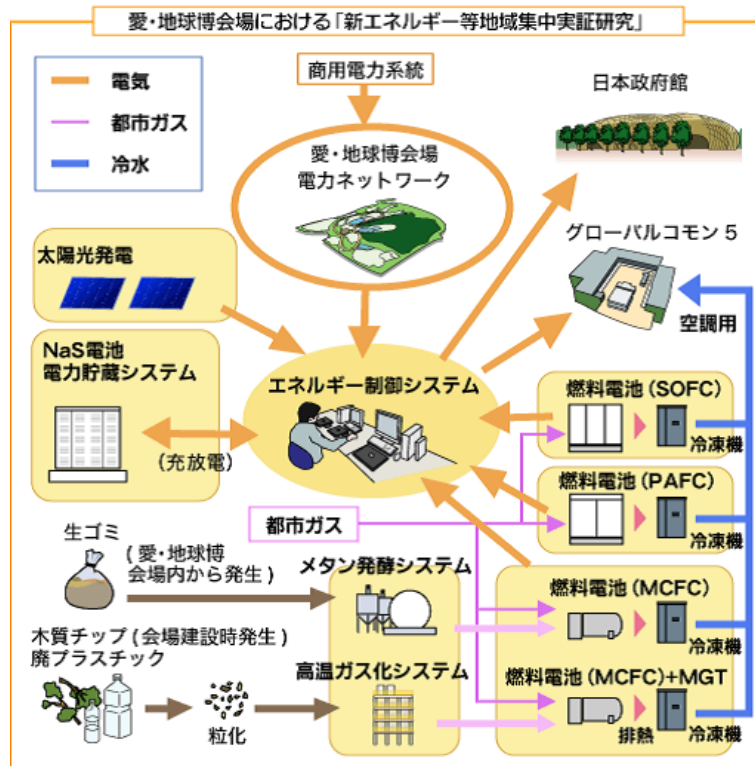 愛・地球博会場における「新エネルギー等地域集中実証研究」
電気
都市ガス
冷水
商用電力系統
愛・地球博会場
電力ネットワーク
日本政府館
グローバルコモン 5
空調用
太陽光発電
NaS電池
電力貯蔵システム
(充放電)
エネルギー制御システム
燃料電池 (SOFC)
冷凍機
燃料電池 (PAFC)
冷凍機
都市ガス
生ゴミ
( 愛・地球博
会場内から発生 )
メタン発酵システム
燃料電池 (MCFC)
冷凍機
木質チップ ( 会場建設時発生 )
廃プラスチック
粒化
高温ガス化システム
燃料電池 (MCFC)+MGT
排熱
冷凍機